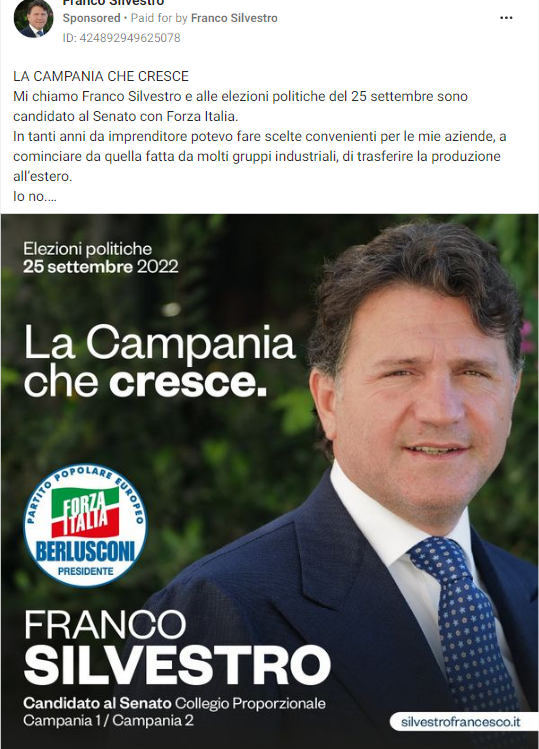 Franco Silvestro
Sponsored • Paid for by Franco Silvestro
ID: 424892949625078
LA CAMPANIA CHE CRESCE
Mi chiamo Franco Silvestro e alle elezioni politiche del 25 settembre sono
candidato al Senato con Forza Italia.
In tanti anni da imprenditore potevo fare scelte convenienti per le mie aziende, a
cominciare da quella fatta da molti gruppi industriali, di trasferire la produzione
all'estero.
Io no....
Elezioni politiche
25 settembre 2022
La Campania
che cresce.
PARTITO POPOLARE EUROPEO
FORZA
ITALIA
BERLUSCONI
PRESIDENTE
FRANCO
SILVESTRO
Candidato al Senato Collegio Proporzionale
Campania 1 / Campania 2
silvestrofrancesco.it